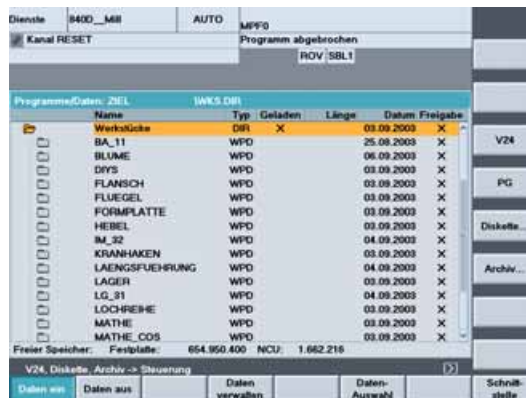 Dienste 840D__Mill AUTO MPF0
Kanal RESET Programm abgebrochen
ROV SBL1
Programme/Daten: ZIEL \WKS.DIR
Name Typ Geladen Länge Datum Freigabe
Werkstücke DIR X 03.09.2003 X
BA_11 WPD 25.08.2003 X
BLUME WPD 06.09.2003 X
DIYS WPD 03.09.2003 X
FLANSCH WPD 03.09.2003 X
FLUEGEL WPD 03.09.2003 X
FORMPLATTE WPD 03.09.2003 X
HEBEL WPD 03.09.2003 X
IM_32 WPD 04.09.2003 X
KRANHAKEN WPD 03.09.2003 X
LAENGSFUEHRUNG WPD 04.09.2003 X
LAGER WPD 03.09.2003 X
LG_31 WPD 04.09.2003 X
LOCHREIHE WPD 03.09.2003 X
MATHE WPD 03.09.2003 X
MATHE_COS WPD 03.09.2003 X
Freier Speicher: Festplatte: 654.950.400 NCU: 1.662.216
V24, Diskette, Archiv -> Steuerung
Daten ein
Daten aus
Daten verwalten
Daten-Auswahl
Schnitt-stelle
V24
PG
Diskette...
Archiv...